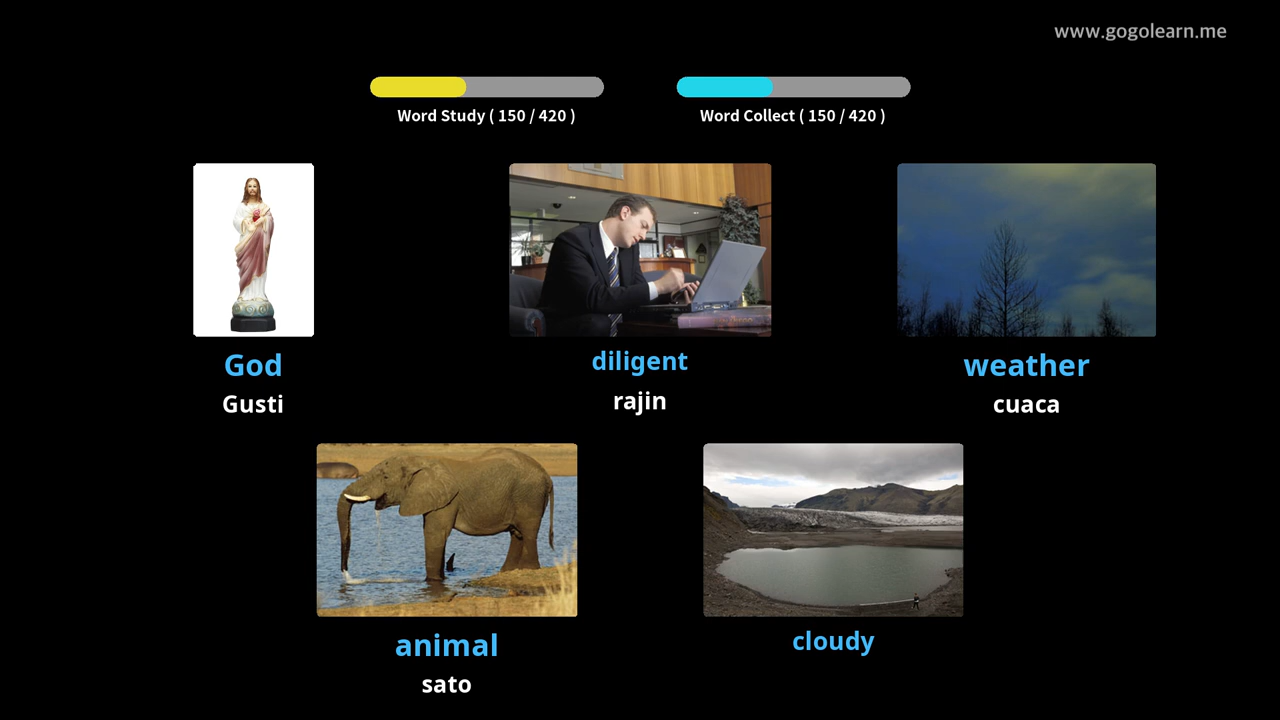 www.gogolearn.me
Word Study ( 150 / 420 )
Word Collect ( 150 / 420 )
God
Gusti
diligent
rajin
weather
cuaca
animal
sato
cloudy